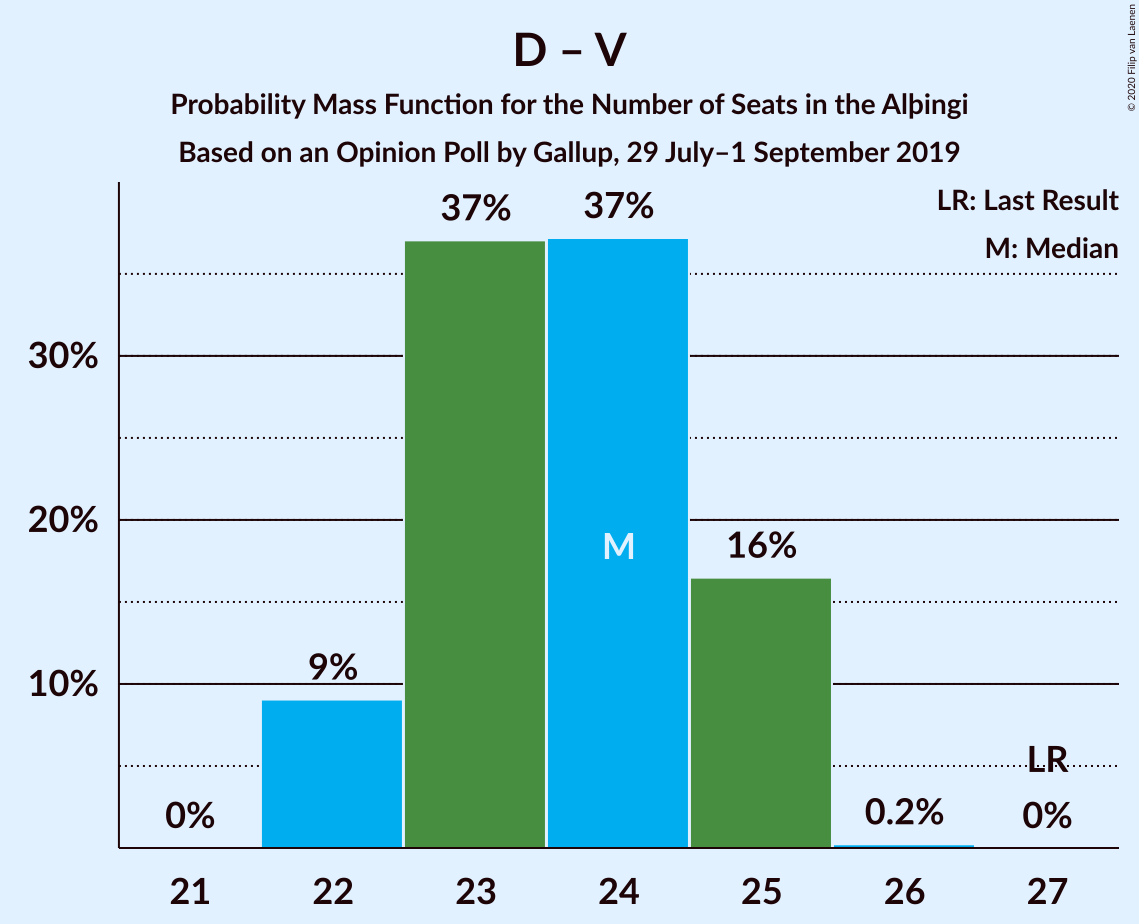 D – V
Probability Mass Function for the Number of Seats in the Alþingi
Based on an Opinion Poll by Gallup, 29 July–1 September 2019
© 2020 Filip van Laenen
LR: Last Result
M: Median
37%
37%
30%
20%
16%
M
9%
10%
LR
0%
0.2%
0%
21
22
23
24
25
26
27